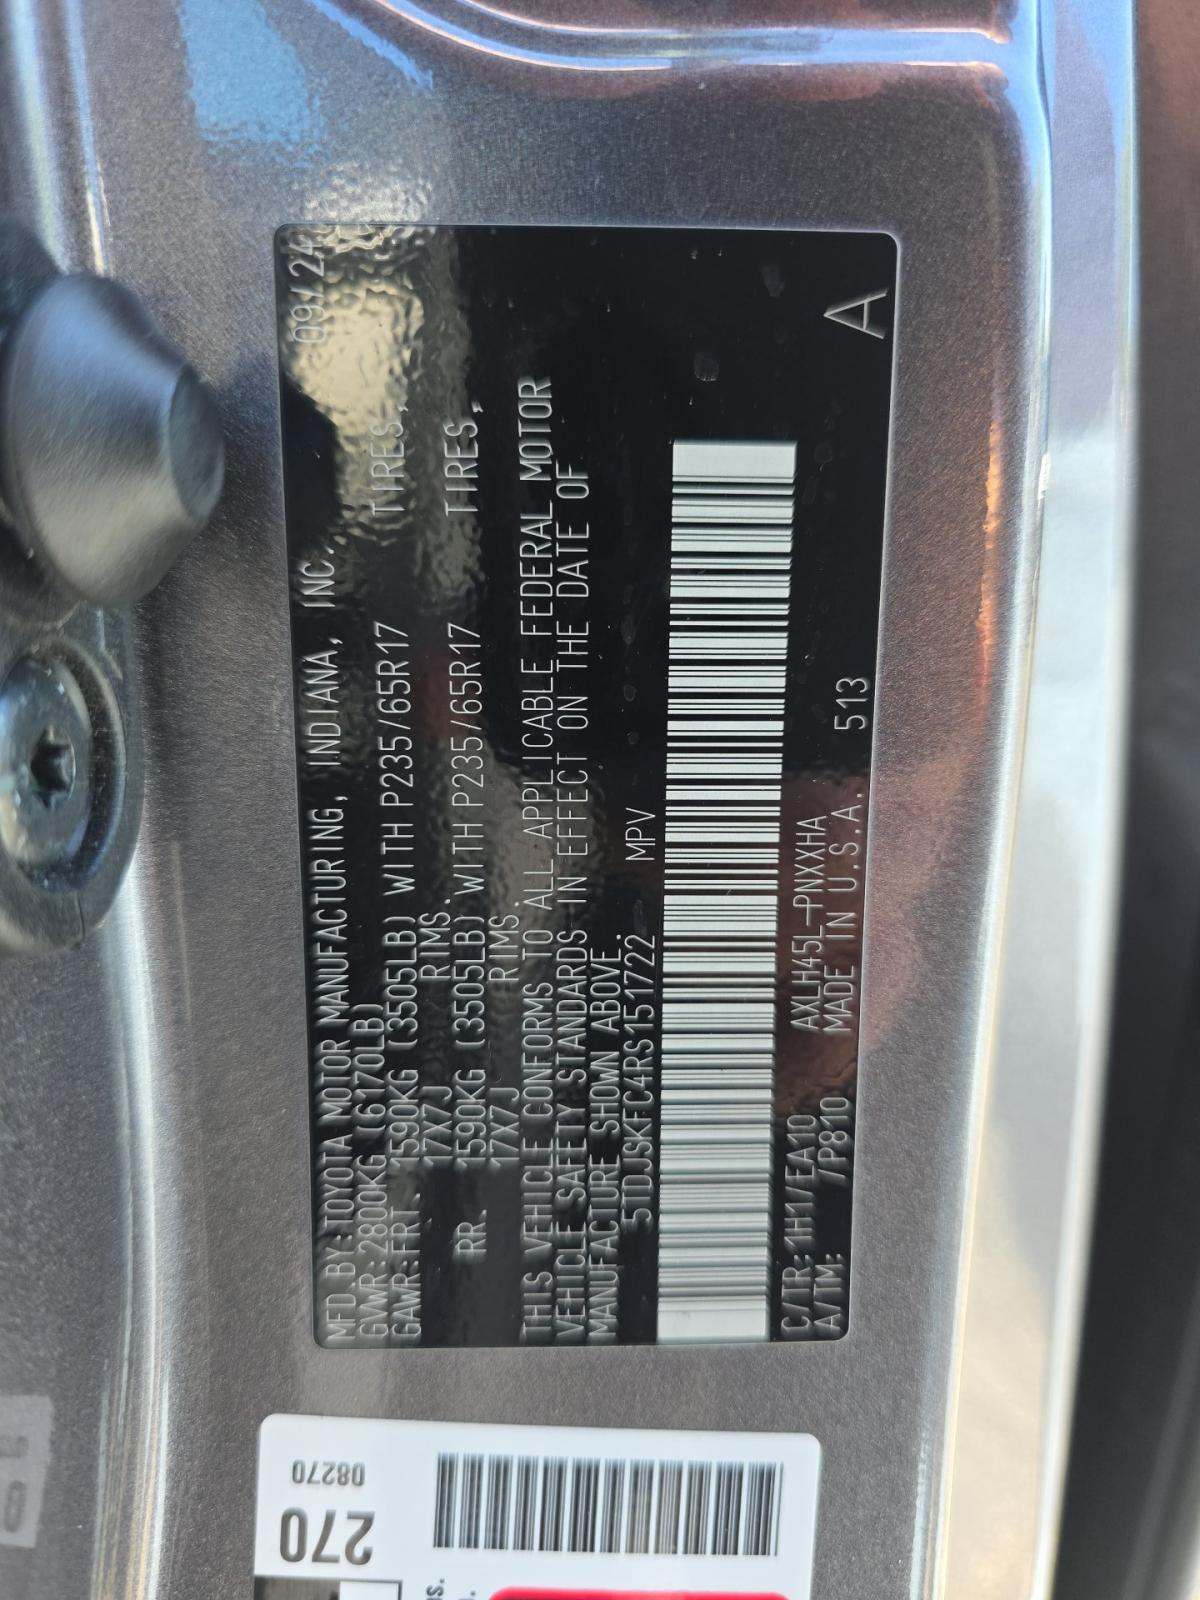 MFD.BY:TOYOTA MOTOR MANUFACTURING, INDIANA, INC. 09/24
GVWR:2800KG (6170LB)
GAWR:FRT. 1590KG (3505LB) WITH P235/65R17 TIRES,
17X7J RIMS.
RR. 1590KG (3505LB) WITH P235/65R17 TIRES,
17X7J RIMS.
THIS VEHICLE CONFORMS TO ALL APPLICABLE FEDERAL MOTOR
VEHICLE SAFETY STANDARDS IN EFFECT ON THE DATE OF
MANUFACTURE SHOWN ABOVE.
5TDJSKFC4RS151722 MPV
C/TR:1H1/EA10 AXLH45L-PNXXHA
A/TM: /P810 MADE IN U.S.A. 513
A
270
08270